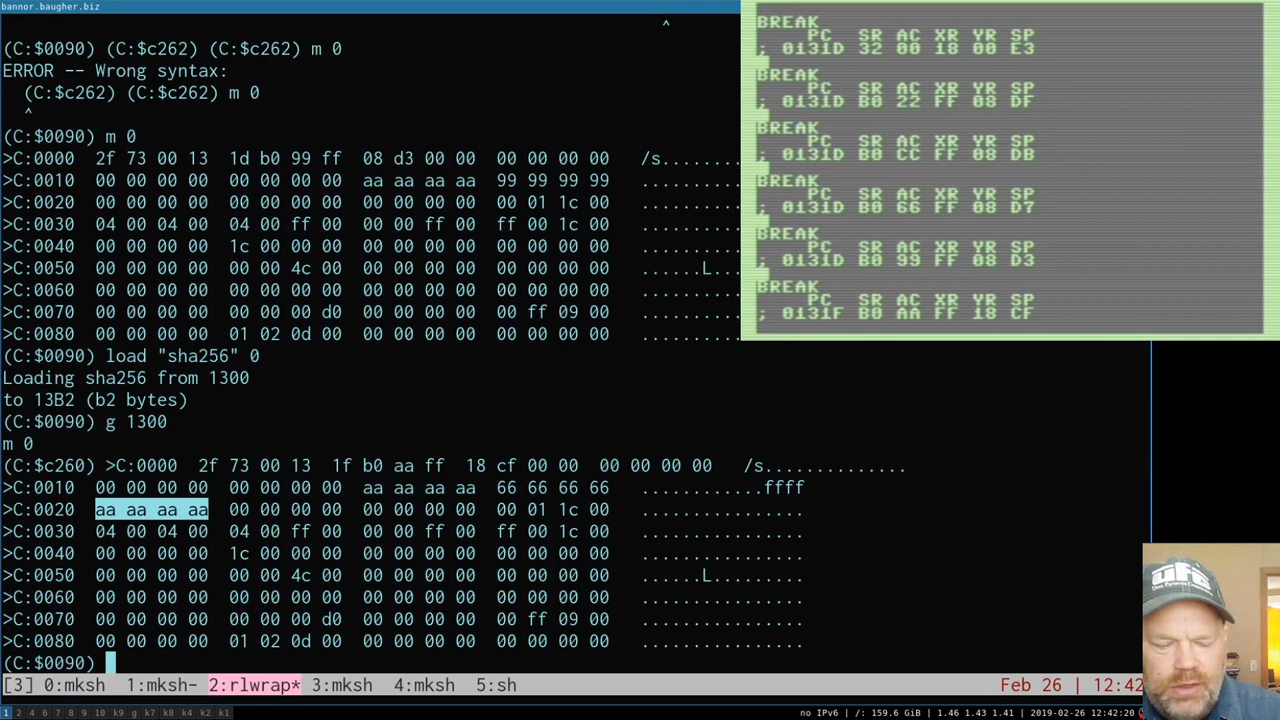 bannor.baugher.biz
^
(C:$0090) (C:$c262) (C:$c262) m 0
ERROR -- Wrong syntax:
(C:$c262) (C:$c262) m 0
^
(C:$0090) m 0
>C:0000 2f 73 00 13 1d b0 99 ff 08 d3 00 00 00 00 00 00 /s.......
>C:0010 00 00 00 00 00 00 00 00 aa aa aa aa 99 99 99 99 .........
>C:0020 00 00 00 00 00 00 00 00 00 00 00 00 00 01 1c 00 .........
>C:0030 04 00 04 00 04 00 ff 00 00 00 ff 00 ff 00 1c 00 .........
>C:0040 00 00 00 00 1c 00 00 00 00 00 00 00 00 00 00 00 .........
>C:0050 00 00 00 00 00 00 4c 00 00 00 00 00 00 00 00 00 ......L..
>C:0060 00 00 00 00 00 00 00 00 00 00 00 00 00 00 00 00 .........
>C:0070 00 00 00 00 00 00 d0 00 00 00 00 00 00 ff 09 00 .........
>C:0080 00 00 00 00 01 02 0d 00 00 00 00 00 00 00 00 00 .........
(C:$0090) load "sha256" 0
Loading sha256 from 1300
to 13B2 (b2 bytes)
(C:$0090) g 1300
m 0
(C:$c260) >C:0000 2f 73 00 13 1f b0 aa ff 18 cf 00 00 00 00 00 00 /s..............
>C:0010 00 00 00 00 00 00 00 00 aa aa aa aa 66 66 66 66 ............ffff
>C:0020 aa aa aa aa 00 00 00 00 00 00 00 00 00 01 1c 00 ................
>C:0030 04 00 04 00 04 00 ff 00 00 00 ff 00 ff 00 1c 00 ................
>C:0040 00 00 00 00 1c 00 00 00 00 00 00 00 00 00 00 00 ................
>C:0050 00 00 00 00 00 00 4c 00 00 00 00 00 00 00 00 00 ......L.........
>C:0060 00 00 00 00 00 00 00 00 00 00 00 00 00 00 00 00 ................
>C:0070 00 00 00 00 00 00 d0 00 00 00 00 00 00 ff 09 00 ................
>C:0080 00 00 00 00 01 02 0d 00 00 00 00 00 00 00 00 00 ................
(C:$0090)
BREAK
PC SR AC XR YR SP
; 0131D 32 00 18 00 E3
BREAK
PC SR AC XR YR SP
; 0131D B0 22 FF 08 DF
BREAK
PC SR AC XR YR SP
; 0131D B0 CC FF 08 DB
BREAK
PC SR AC XR YR SP
; 0131D B0 66 FF 08 D7
BREAK
PC SR AC XR YR SP
; 0131D B0 99 FF 08 D3
BREAK
PC SR AC XR YR SP
; 0131F B0 AA FF 18 CF
[3] 0:mksh 1:mksh- 2:rlwrap* 3:mksh 4:mksh 5:sh Feb 26 | 12:42
1 2 3 4 5 6 7 8 9 10 k9 g k7 k8 k4 k2 k1 no IPv6 | /: 159.6 GiB | 1.46 1.43 1.41 | 2019-02-26 12:42:20